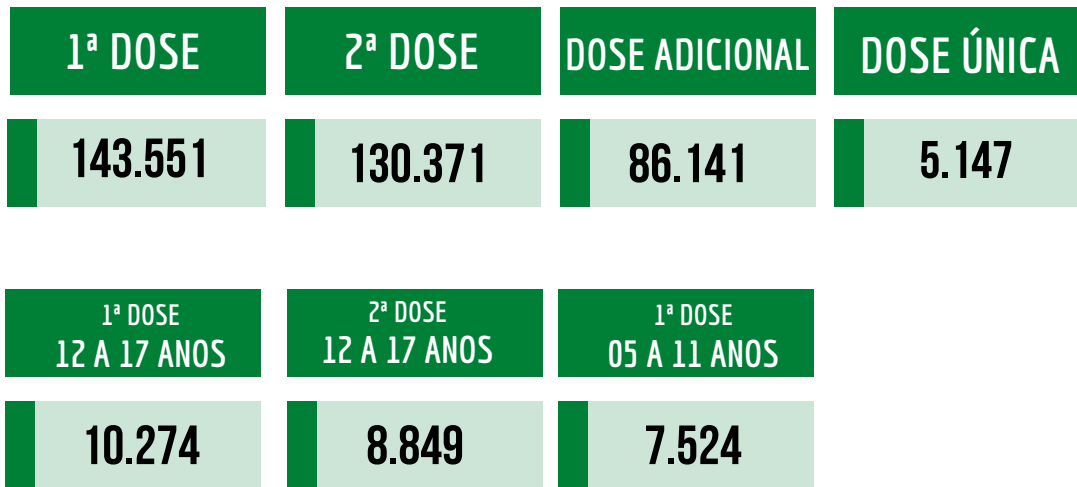 1ª DOSE
2ª DOSE
DOSE ADICIONAL
DOSE ÚNICA
143.551
130.371
86.141
5.147
1ª DOSE
12 A 17 ANOS
2ª DOSE
12 A 17 ANOS
1ª DOSE
05 A 11 ANOS
10.274
8.849
7.524